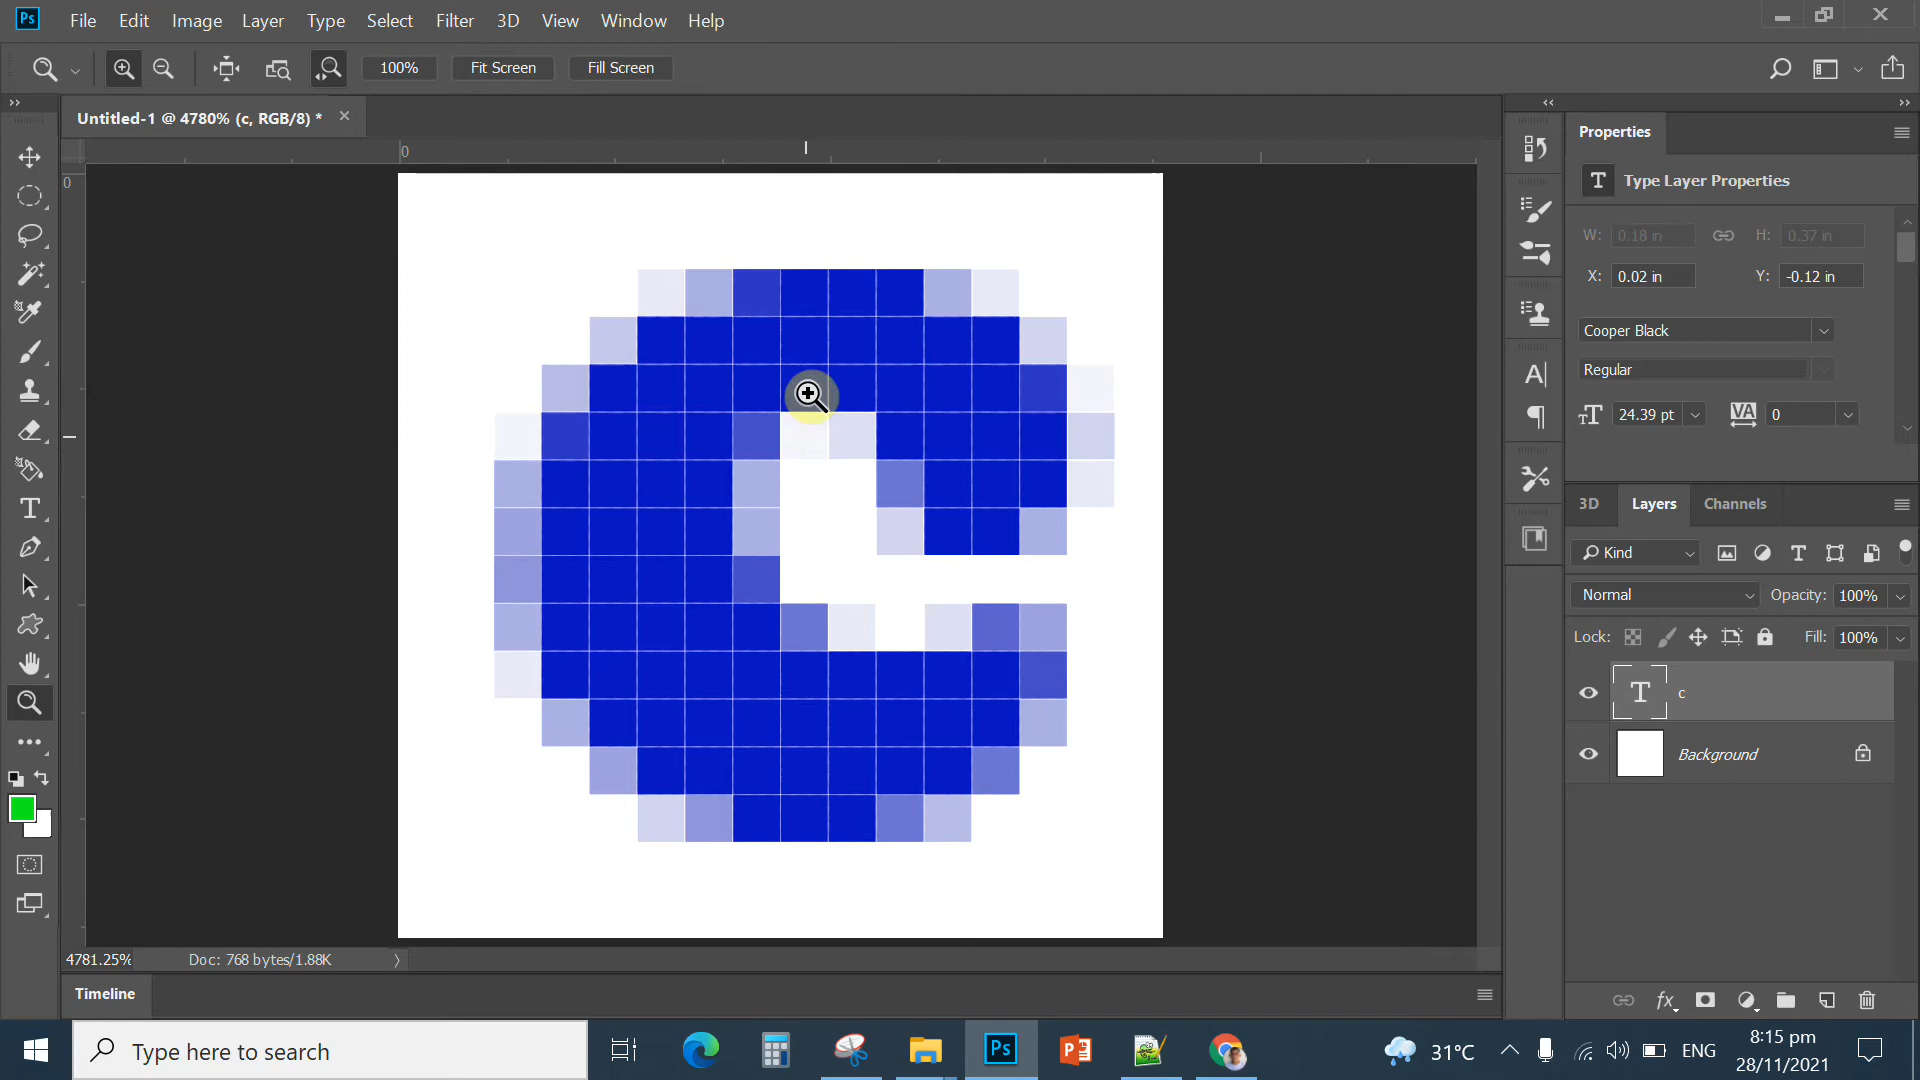 Ps File Edit Image Layer Type Select Filter 3D View Window Help
100% Fit Screen Fill Screen
Untitled-1 @ 4780% (c, RGB/8) *
0
0
Properties
T Type Layer Properties
W: 0.18 in H: 0.37 in
X: 0.02 in Y: -0.12 in
Cooper Black
Regular
24.39 pt VA 0
3D Layers Channels
Kind
Normal Opacity: 100%
Lock: Fill: 100%
T c
Background
fx
4781.25% Doc: 768 bytes/1.88K
Timeline
Type here to search
Ps
31°C ENG
8:15 pm
28/11/2021